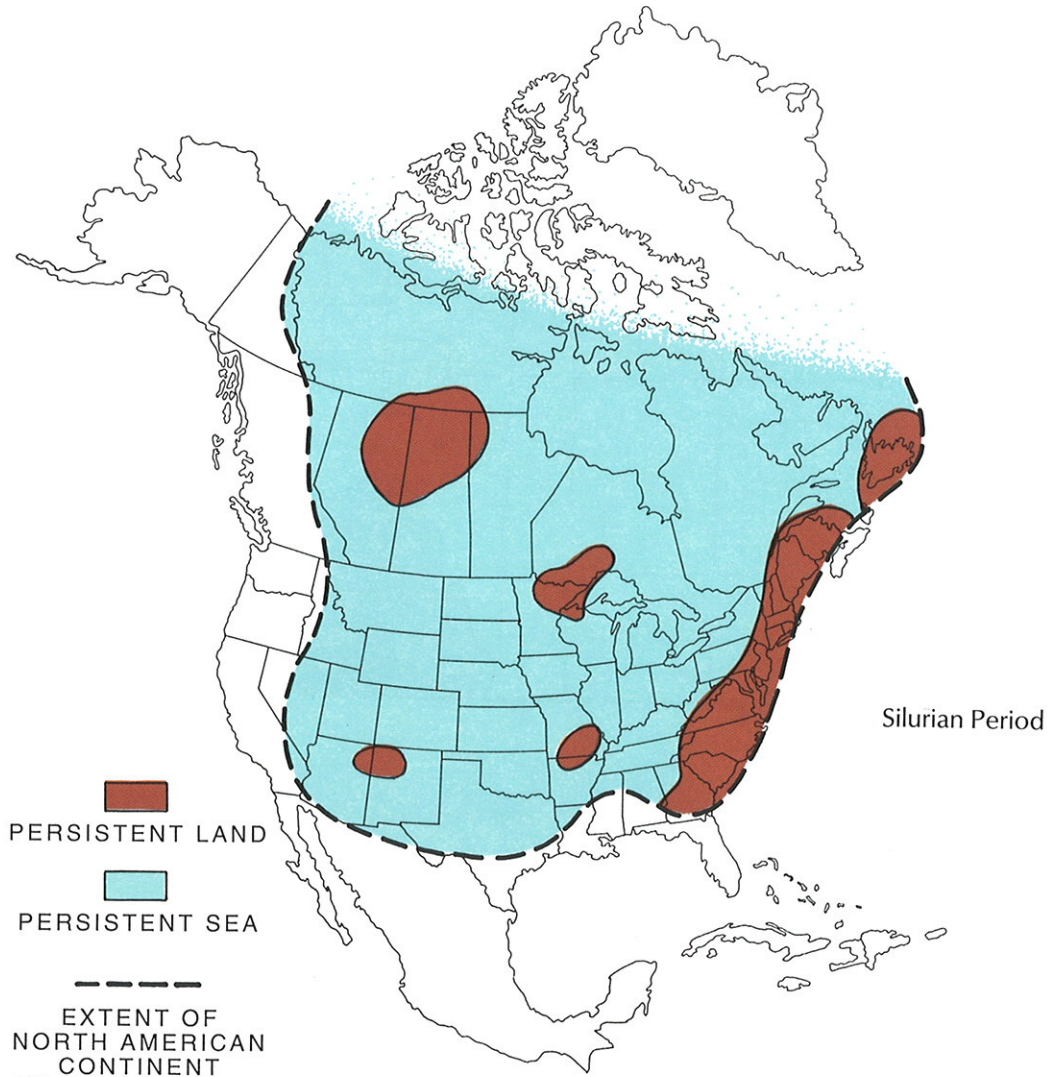 Silurian Period
PERSISTENT LAND
PERSISTENT SEA
EXTENT OF
NORTH AMERICAN
CONTINENT